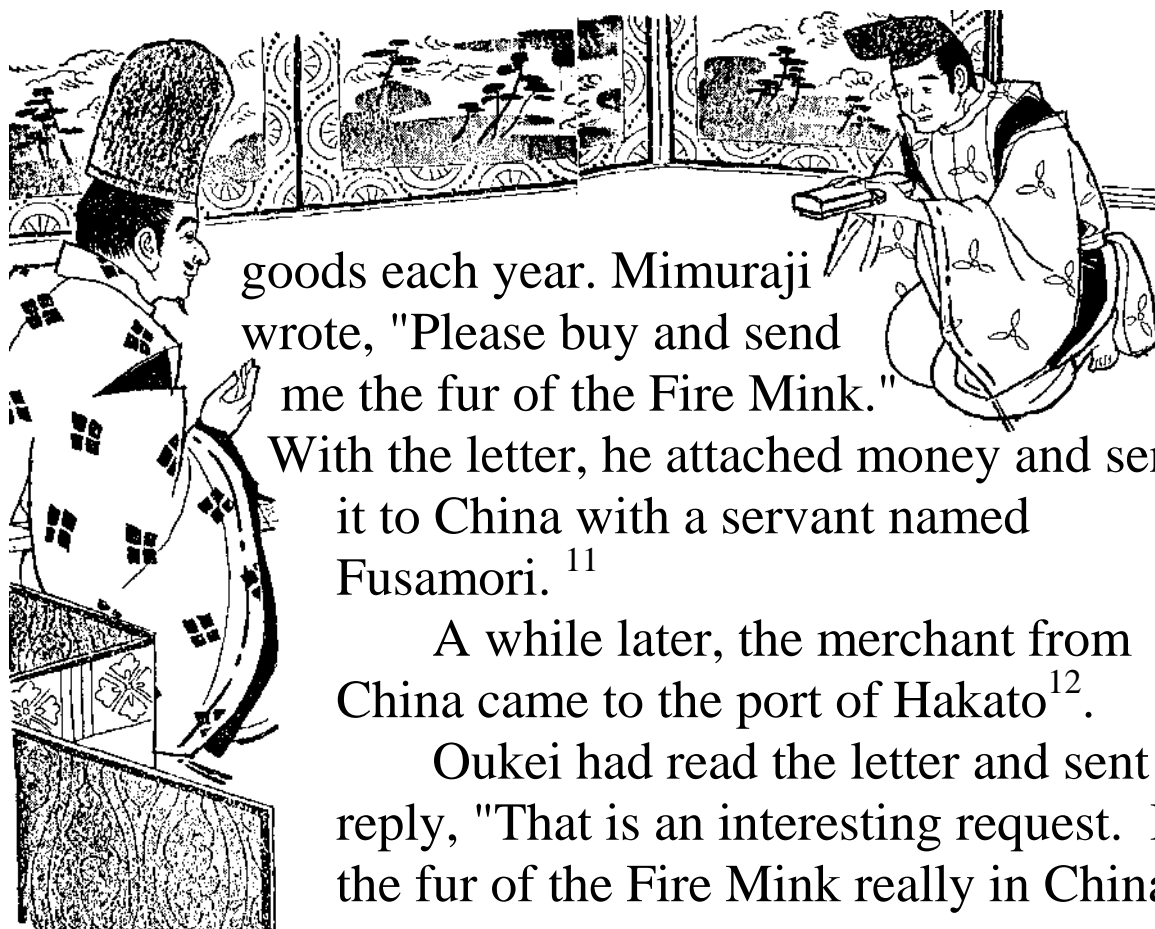 goods each year. Mimuraji
wrote, "Please buy and send
me the fur of the Fire Mink."
With the letter, he attached money and
it to China with a servant named
Fusamori. 11
A while later, the merchant from
China came to the port of Hakato12.
Oukei had read the letter and sent
reply, "That is an interesting request.
the fur of the Fire Mink really in